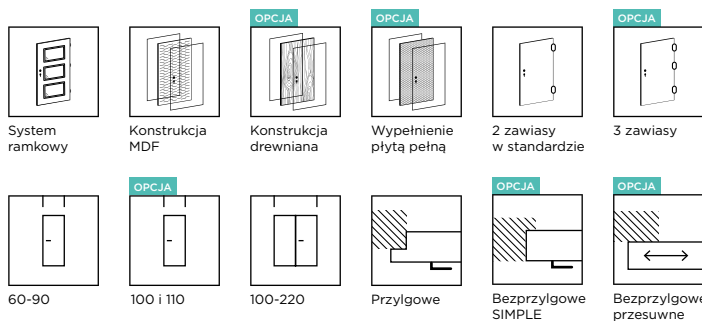 OPCJA
OPCJA
OPCJA
System
ramkowy
Konstrukcja
MDF
Konstrukcja
drewniana
Wypełnienie
płytą pełną
2 zawiasy
w standardzie
3 zawiasy
OPCJA
OPCJA
OPCJA
60-90
100 i 110
100-220
Przylgowe
Bezprzylgowe
SIMPLE
Bezprzylgowe
przesuwne